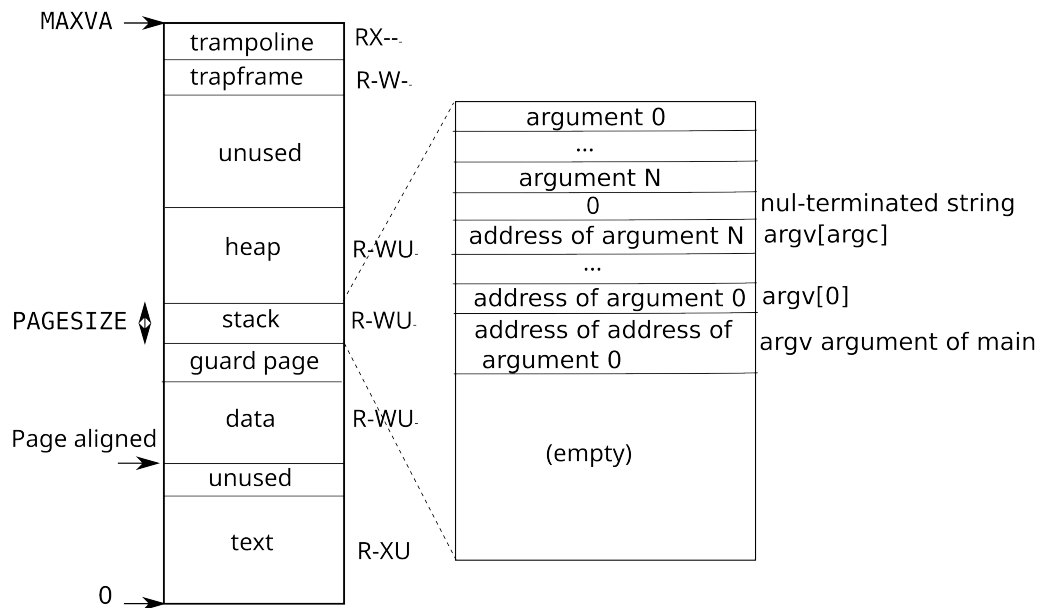 MAXVA
trampoline
RX--
trapframe
R-W-
unused
heap
R-WU
PAGESIZE
stack
R-WU
guard page
data
R-WU
Page aligned
unused
text
R-XU
0
argument 0
...
argument N
0
nul-terminated string
address of argument N
argv[argc]
...
address of argument 0
argv[0]
address of address of
argument 0
argv argument of main
(empty)